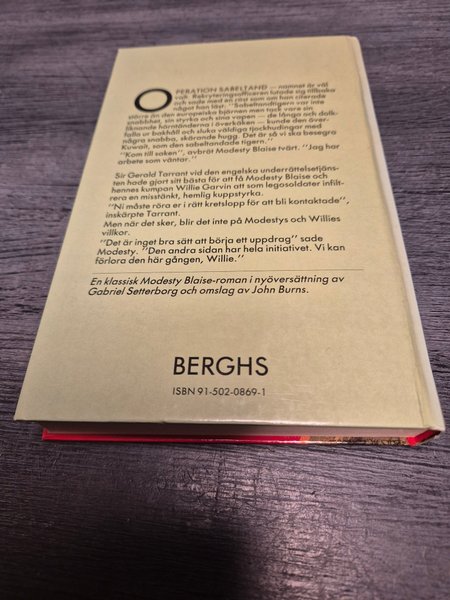 OPERATION SABELTAND — namnet är väl
valt. Rekryteringsofficeren lutade sig tillbaka
och sade med en röst som om han citerade
något han läst. "Sabeltandtigern var inte
större än den europeiska björnen men tack vare sin
snabbhet, sin styrka och sina vapen — de långa och dolk-
liknande hörntänderna i överkäken — kunde den över-
falla ur bakhåll och sluka väldiga tjockhudingar med
några snabba, skärande hugg. Det är så vi ska besegra
Kuwait, som den sabeltandade tigern."
"Kom till saken", avbröt Modesty Blaise tvärt. "Jag har
arbete som väntar."
Sir Gerald Tarrant vid den engelska underrättelsetjäns-
ten hade gjort sitt bästa för att få Modesty Blaise och
hennes kumpan Willie Garvin att som legosoldater infilt-
rera en misstänkt, hemlig kuppstyrka.
"Ni måste röra er i rätt kretslopp för att bli kontaktade",
inskärpte Tarrant.
Men när det sker, blir det inte på Modestys och Willies
villkor.
"Det är inget bra sätt att börja ett uppdrag" sade
Modesty. "Den andra sidan har hela initiativet. Vi kan
förlora den här gången, Willie."
En klassisk Modesty Blaise-roman i nyöversättning av
Gabriel Setterborg och omslag av John Burns.
BERGHS
ISBN 91-502-0869-1